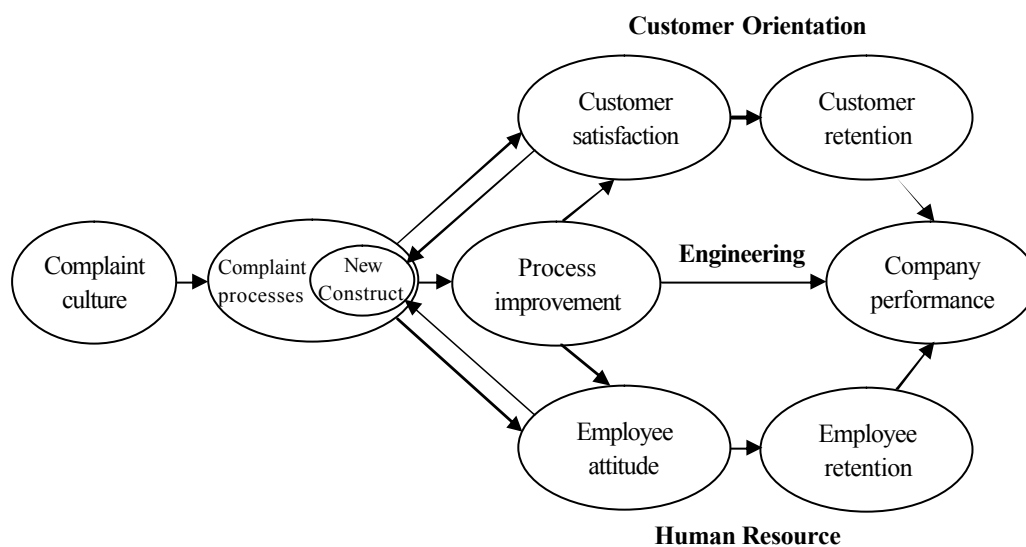 Customer Orientation
Customer
satisfaction
Customer
retention
Complaint
culture
Complaint
processes
New
Construct
Process
improvement
Engineering
Company
performance
Employee
attitude
Employee
retention
Human Resource